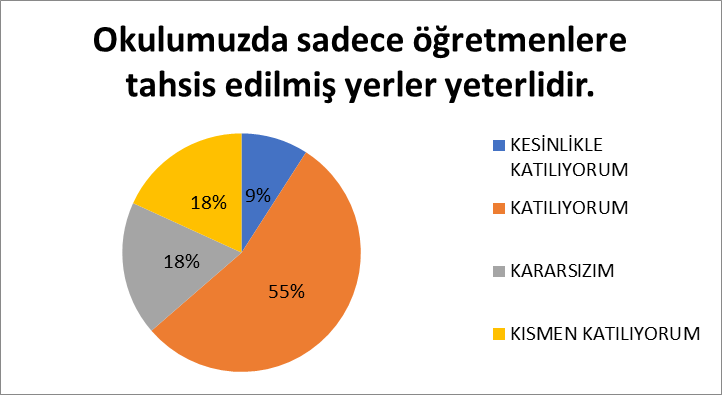 Okulumuzda sadece öğretmenlere
tahsis edilmiş yerler yeterlidir.
9%
55%
18%
18%
KESİNLİKLE
KATILIYORUM
KATILIYORUM
KARARSIZIM
KISMEN KATILIYORUM